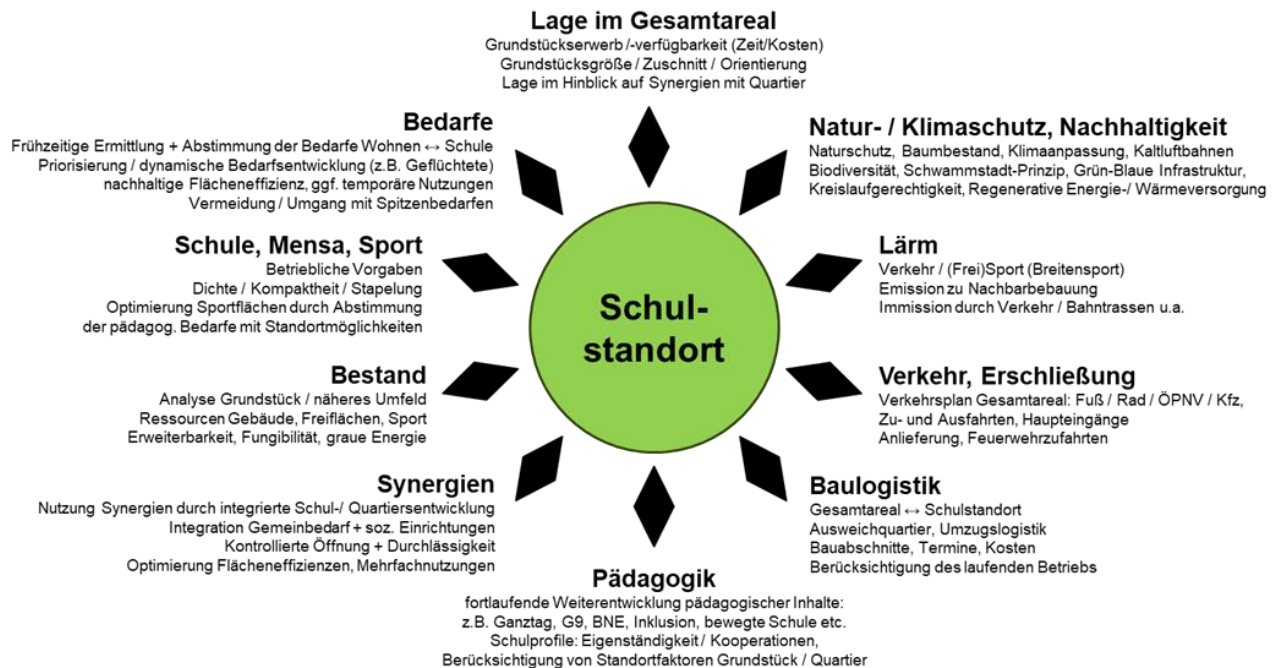 Lage im Gesamtareal
Grundstückserwerb /-verfügbarkeit (Zeit/Kosten)
Grundstücksgröße / Zuschnitt / Orientierung
Lage im Hinblick auf Synergien mit Quartier
Bedarfe
Frühzeitige Ermittlung + Abstimmung der Bedarfe Wohnen ↔ Schule
Priorisierung / dynamische Bedarfsentwicklung (z.B. Geflüchtete)
nachhaltige Flächeneffizienz, ggf. temporäre Nutzungen
Vermeidung / Umgang mit Spitzenbedarfen
Natur- / Klimaschutz, Nachhaltigkeit
Naturschutz, Baumbestand, Klimaanpassung, Kaltluftbahnen
Biodiversität, Schwammstadt-Prinzip, Grün-Blaue Infrastruktur,
Kreislaufgerechtigkeit, Regenerative Energie-/ Wärmeversorgung
Schule, Mensa, Sport
Betriebliche Vorgaben
Dichte / Kompaktheit / Stapelung
Optimierung Sportflächen durch Abstimmung
der pädagog. Bedarfe mit Standortmöglichkeiten
Lärm
Verkehr / (Frei)Sport (Breitensport)
Emission zu Nachbarbebauung
Immission durch Verkehr / Bahntrassen u.a.
Schul-
standort
Bestand
Analyse Grundstück / näheres Umfeld
Ressourcen Gebäude, Freiflächen, Sport
Erweiterbarkeit, Fungibilität, graue Energie
Verkehr, Erschließung
Verkehrsplan Gesamtareal: Fuß / Rad / ÖPNV / Kfz,
Zu- und Ausfahrten, Haupteingänge
Anlieferung, Feuerwehrzufahrten
Synergien
Nutzung Synergien durch integrierte Schul-/ Quartiersentwicklung
Integration Gemeinbedarf + soz. Einrichtungen
Kontrollierte Öffnung + Durchlässigkeit
Optimierung Flächeneffizienzen, Mehrfachnutzungen
Baulogistik
Gesamtareal ↔ Schulstandort
Ausweichquartier, Umzugslogistik
Bauabschnitte, Termine, Kosten
Berücksichtigung des laufenden Betriebs
Pädagogik
fortlaufende Weiterentwicklung pädagogischer Inhalte:
z.B. Ganztag, G9, BNE, Inklusion, bewegte Schule etc.
Schulprofile: Eigenständigkeit / Kooperationen,
Berücksichtigung von Standortfaktoren Grundstück / Quartier